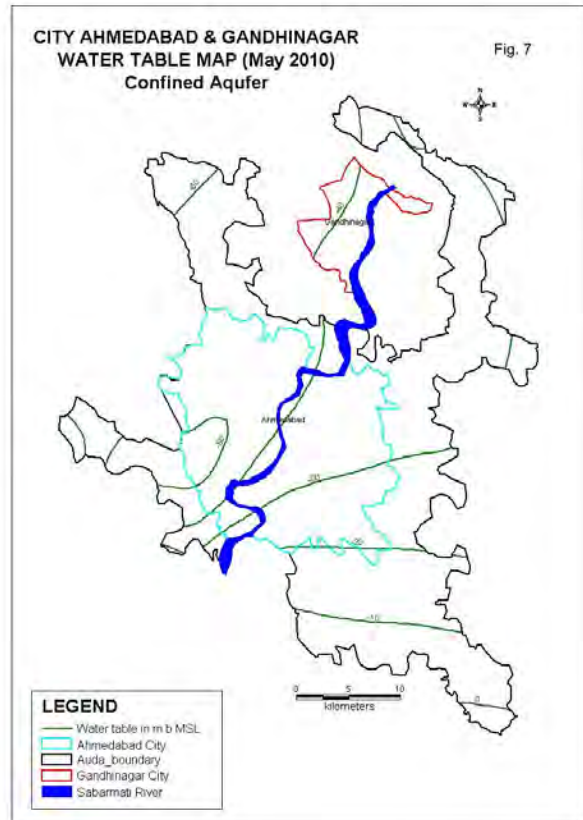 CITY AHMEDABAD & GANDHINAGAR
WATER TABLE MAP (May 2010)
Confined Aqufer
Fig. 7
N
W
S
Gandhinagar
Ahmedabad
-20
-10
0
0 5 10
kilometers
LEGEND
Water table in m b MSL
Ahmedabad City
Auda_boundary
Gandhinagar City
Sabarmati River